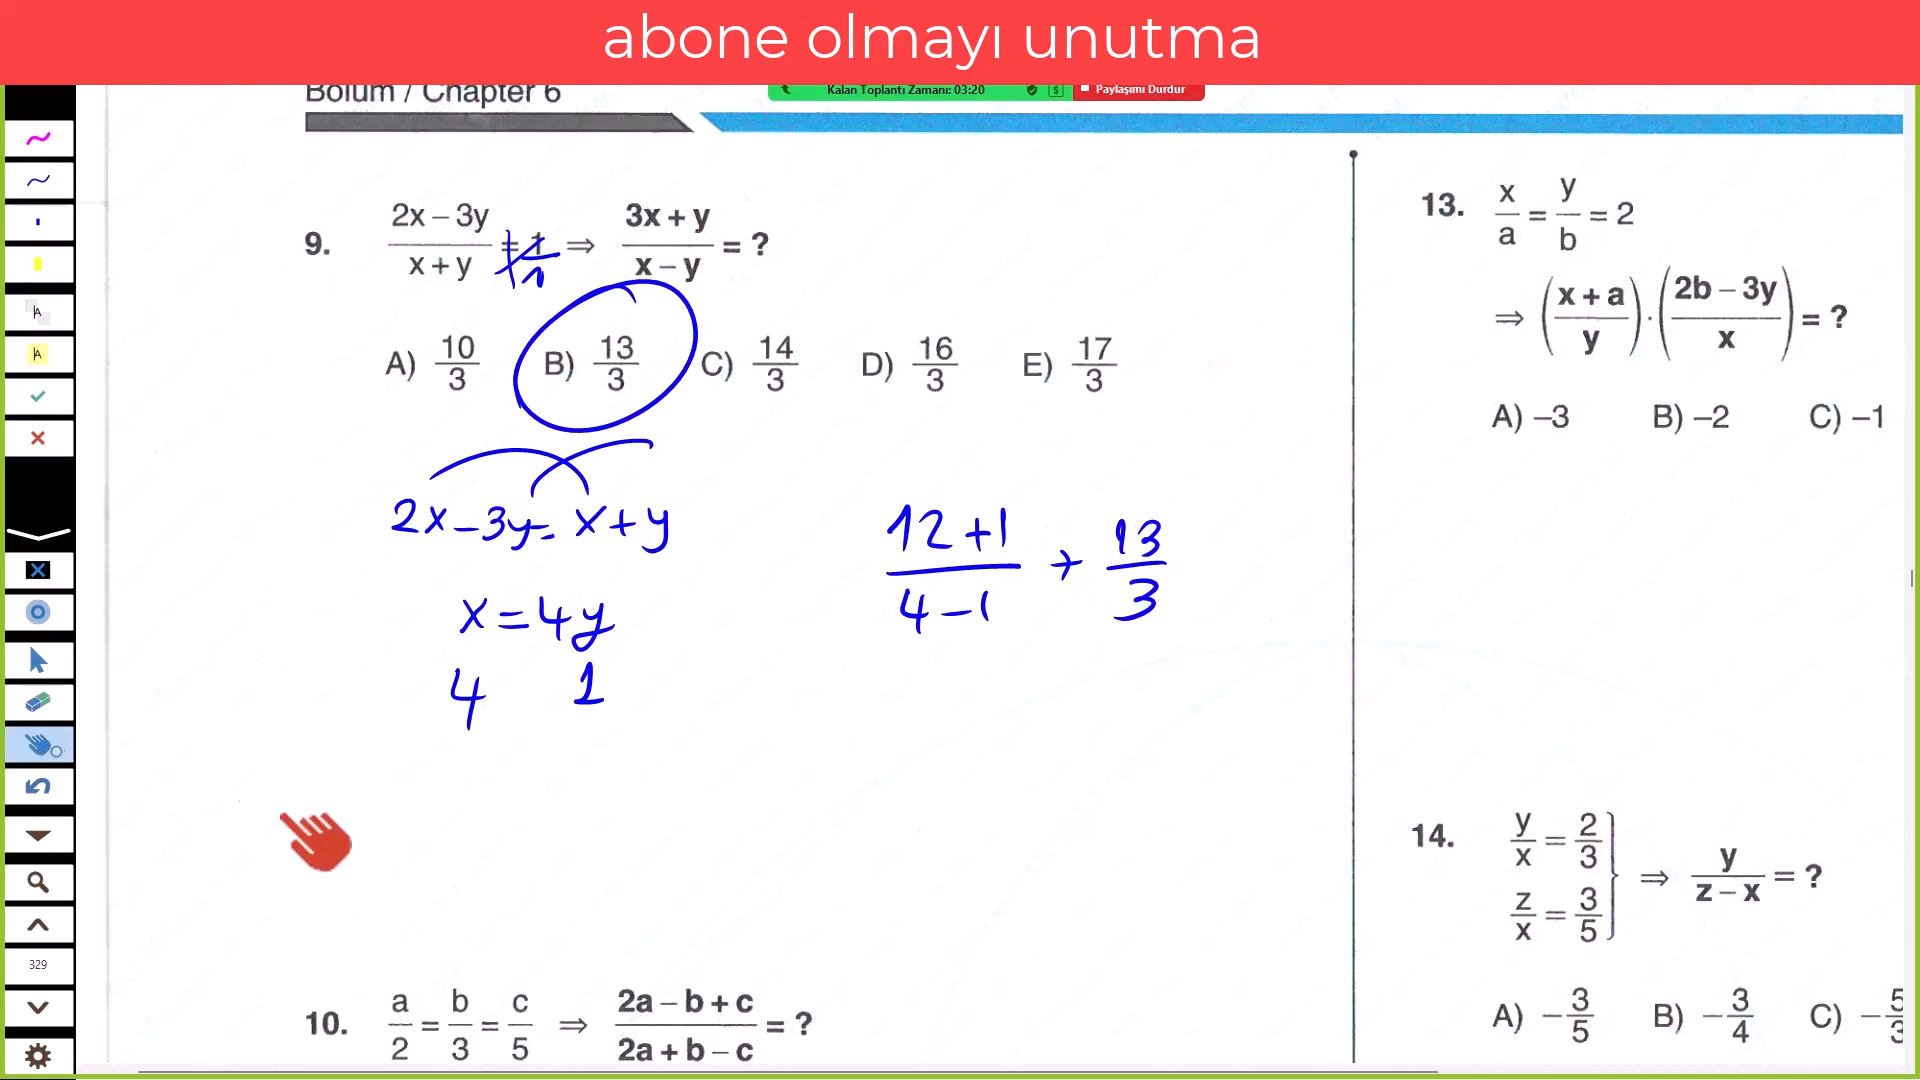 abone olmayı unutma
Bölüm / Chapter 6
Kalan Toplantı Zamanı: 03:20
Paylaşımı Durdur
9. (2x – 3y)/(x + y) = 1 ⇒ (3x + y)/(x – y) = ?
1
A) 10/3 B) 13/3 C) 14/3 D) 16/3 E) 17/3
2x – 3y = x + y
x = 4y
4 1
(12 + 1)/(4 – 1) → 13/3
10. a/2 = b/3 = c/5 ⇒ (2a – b + c)/(2a + b – c) = ?
13. x/a = y/b = 2
⇒ ((x + a)/y) · ((2b – 3y)/x) = ?
A) –3 B) –2 C) –1
14. y/x = 2/3
z/x = 3/5
⇒ y/(z – x) = ?
A) –3/5 B) –3/4 C) –5/3
A
A
329